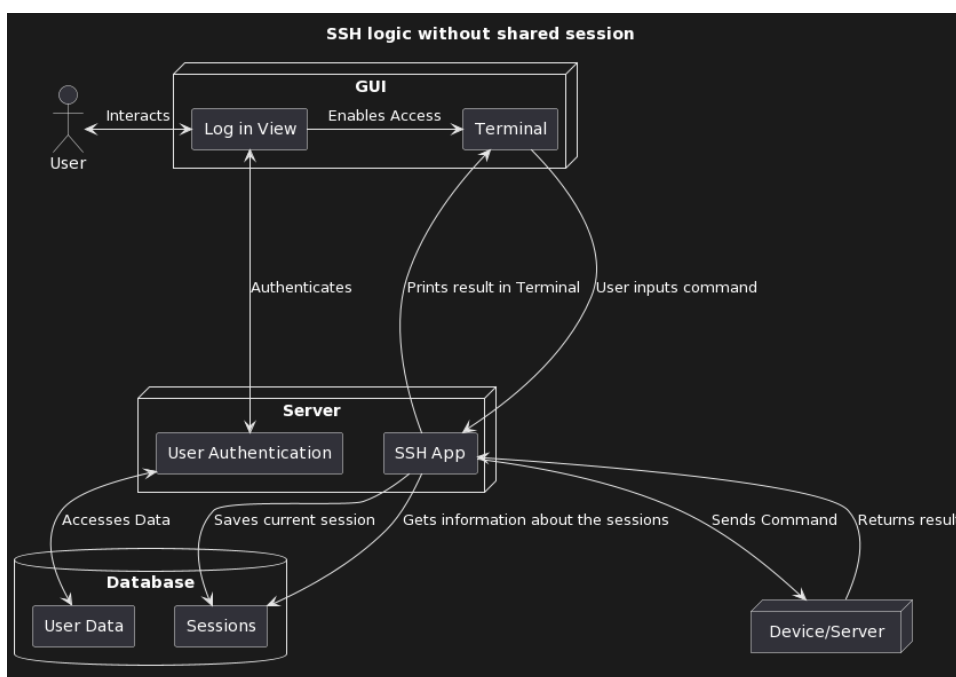 SSH logic without shared session
GUI
Interacts
Log in View
Enables Access
Terminal
User
Authenticates
Prints result in Terminal
User inputs command
Server
User Authentication
SSH App
Accesses Data
Saves current session
Gets information about the sessions
Sends Command
Returns resul
Database
User Data
Sessions
Device/Server